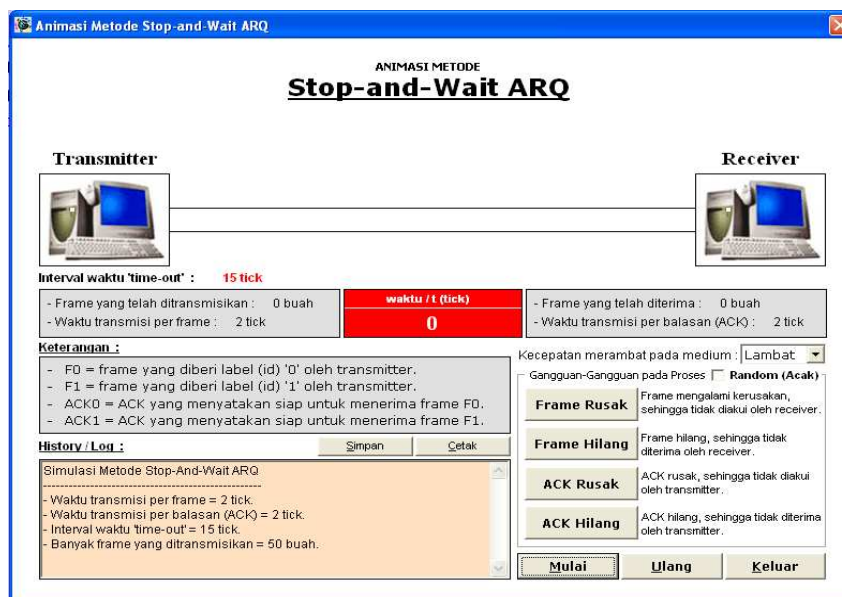 Animasi Metode Stop-and-Wait ARQ
ANIMASI METODE
Stop-and-Wait ARQ
Transmitter
Receiver
Interval waktu 'time-out' : 15 tick
- Frame yang telah ditransmisikan : 0 buah
- Waktu transmisi per frame : 2 tick
waktu / t (tick)
0
- Frame yang telah diterima : 0 buah
- Waktu transmisi per balasan (ACK) : 2 tick
Keterangan :
- F0 = frame yang diberi label (id) '0' oleh transmitter.
- F1 = frame yang diberi label (id) '1' oleh transmitter.
- ACK0 = ACK yang menyatakan siap untuk menerima frame F0.
- ACK1 = ACK yang menyatakan siap untuk menerima frame F1.
History / Log :
Simpan
Cetak
Simulasi Metode Stop-And-Wait ARQ
----------------------------------------------------
- Waktu transmisi per frame = 2 tick.
- Waktu transmisi per balasan (ACK) = 2 tick.
- Interval waktu 'time-out' = 15 tick.
- Banyak frame yang ditransmisikan = 50 buah.
Kecepatan merambat pada medium : Lambat
Gangguan-Gangguan pada Proses Random (Acak)
Frame Rusak
Frame mengalami kerusakan,
sehingga tidak diakui oleh receiver.
Frame Hilang
Frame hilang, sehingga tidak
diterima oleh receiver.
ACK Rusak
ACK rusak, sehingga tidak diakui
oleh transmitter.
ACK Hilang
ACK hilang, sehingga tidak diterima
oleh transmitter.
Mulai
Ulang
Keluar